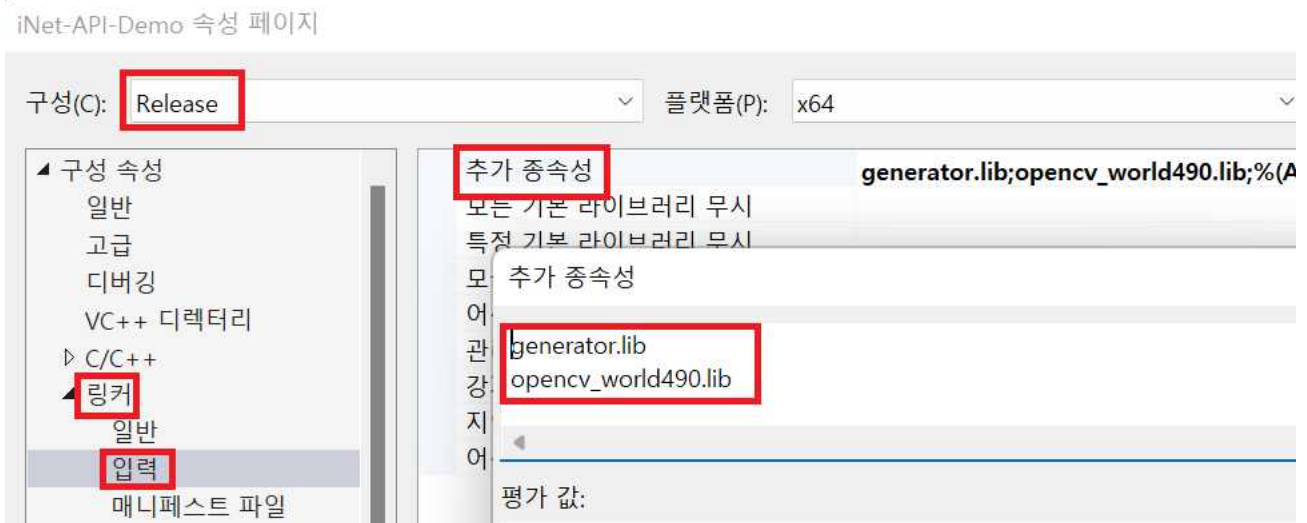 iNet-API-Demo 속성 페이지
구성(C): Release 플랫폼(P): x64
구성 속성
일반
고급
디버깅
VC++ 디렉터리
C/C++
링커
일반
입력
매니페스트 파일
추가 종속성 generator.lib;opencv_world490.lib;%(A
모든 기본 라이브러리 무시
특정 기본 라이브러리 무시
추가 종속성
generator.lib
opencv_world490.lib
평가 값: